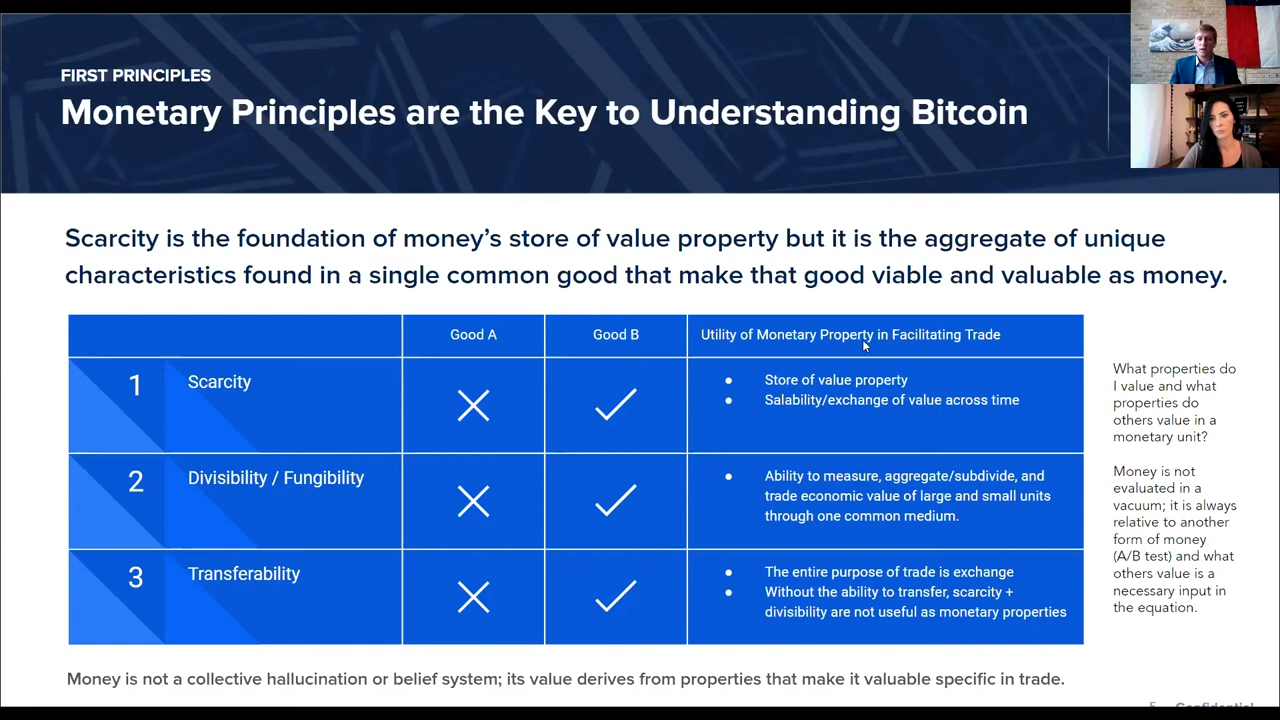 FIRST PRINCIPLES
Monetary Principles are the Key to Understanding Bitcoin
Scarcity is the foundation of money’s store of value property but it is the aggregate of unique
characteristics found in a single common good that make that good viable and valuable as money.
Good A
Good B
Utility of Monetary Property in Facilitating Trade
1
Scarcity
● Store of value property
● Salability/exchange of value across time
2
Divisibility / Fungibility
● Ability to measure, aggregate/subdivide, and
trade economic value of large and small units
through one common medium.
3
Transferability
● The entire purpose of trade is exchange
● Without the ability to transfer, scarcity +
divisibility are not useful as monetary properties
What properties do
I value and what
properties do
others value in a
monetary unit?
Money is not
evaluated in a
vacuum; it is always
relative to another
form of money
(A/B test) and what
others value is a
necessary input in
the equation.
Money is not a collective hallucination or belief system; its value derives from properties that make it valuable specific in trade.
5 Confidential